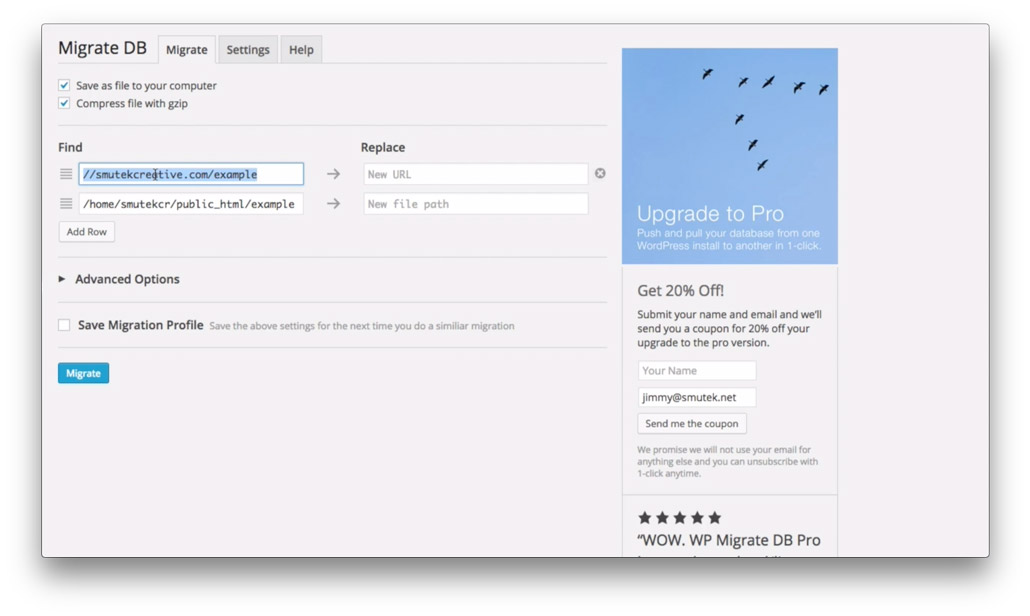 Migrate DB
Migrate
Settings
Help
Save as file to your computer
Compress file with gzip
Find
Replace
//smutekcreative.com/example
New URL
/home/smutekcr/public_html/example
New file path
Add Row
Advanced Options
Save Migration Profile Save the above settings for the next time you do a similiar migration
Migrate
Upgrade to Pro
Push and pull your database from one
WordPress install to another in 1-click.
Get 20% Off!
Submit your name and email and we'll
send you a coupon for 20% off your
upgrade to the pro version.
Your Name
jimmy@smutek.net
Send me the coupon
We promise we will not use your email for
anything else and you can unsubscribe with
1-click anytime.
“WOW. WP Migrate DB Pro